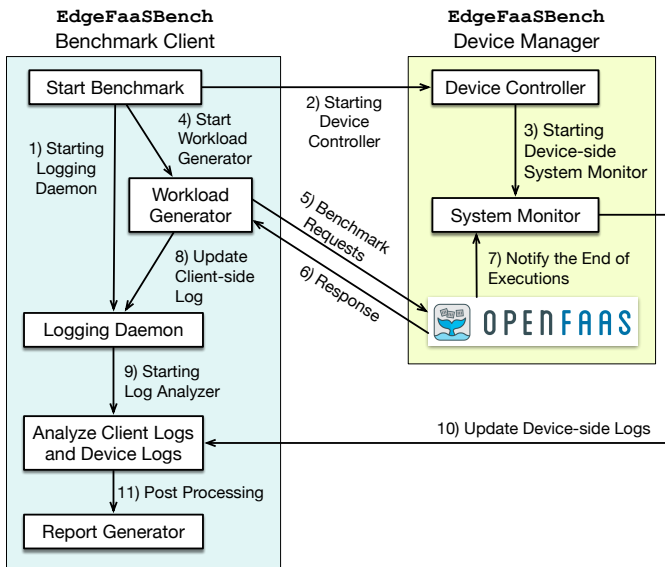 EdgeFaaSBench
Benchmark Client
EdgeFaaSBench
Device Manager
Start Benchmark
Device Controller
2) Starting
Device
Controller
4) Start
Workload
Generator
1) Starting
Logging
Daemon
3) Starting
Device-side
System Monitor
Workload
Generator
System Monitor
5) Benchmark
Requests
6) Response
8) Update
Client-side
Log
7) Notify the End of
Executions
Logging Daemon
OPENFAAS
9) Starting
Log Analyzer
Analyze Client Logs
and Device Logs
10) Update Device-side Logs
11) Post Processing
Report Generator